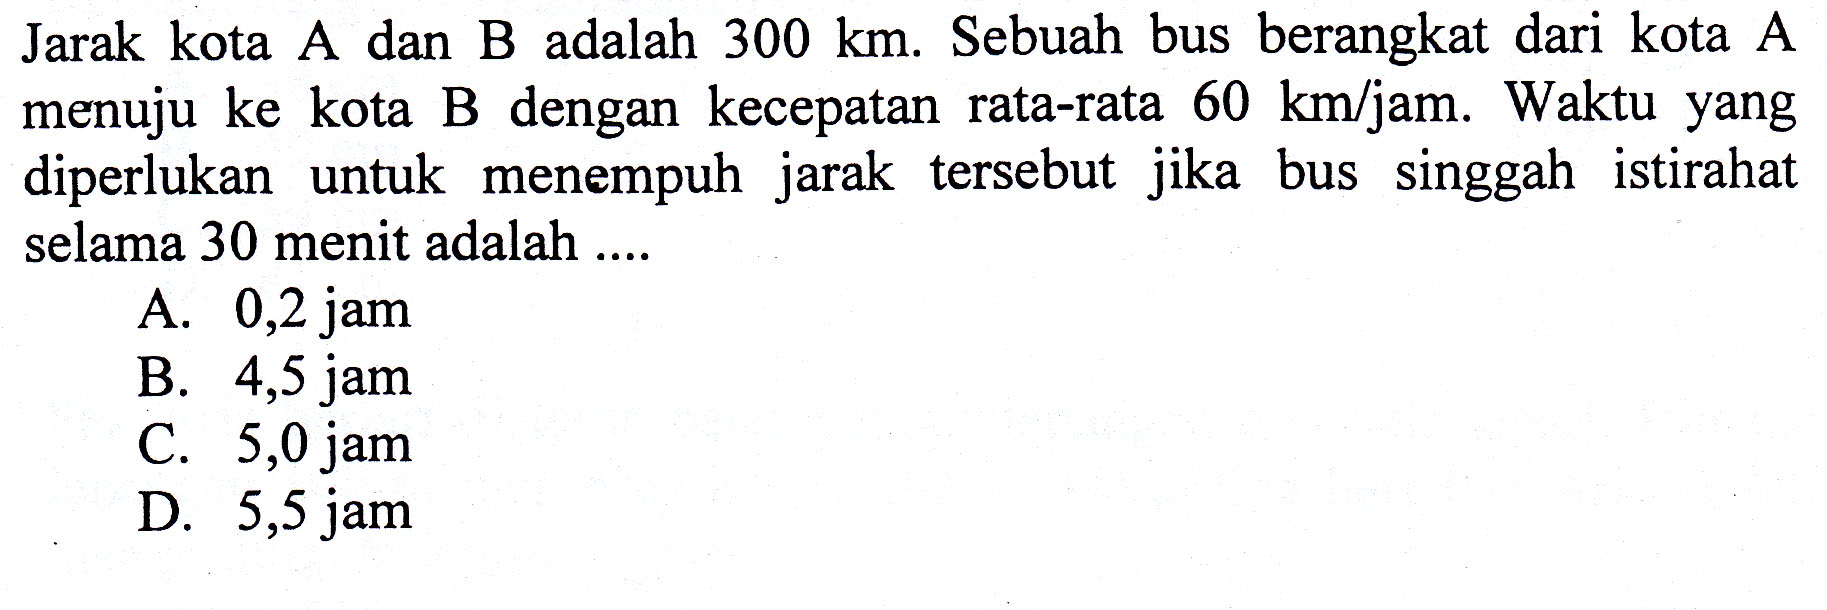 Jarak kota A dan B adalah 300 km. Sebuah bus berangkat dari kota A
menuju ke kota B dengan kecepatan rata-rata 60 km/jam. Waktu yang
diperlukan untuk menempuh jarak tersebut jika bus singgah istirahat
selama 30 menit adalah ....
A. 0,2 jam
B. 4,5 jam
C. 5,0 jam
D. 5,5 jam